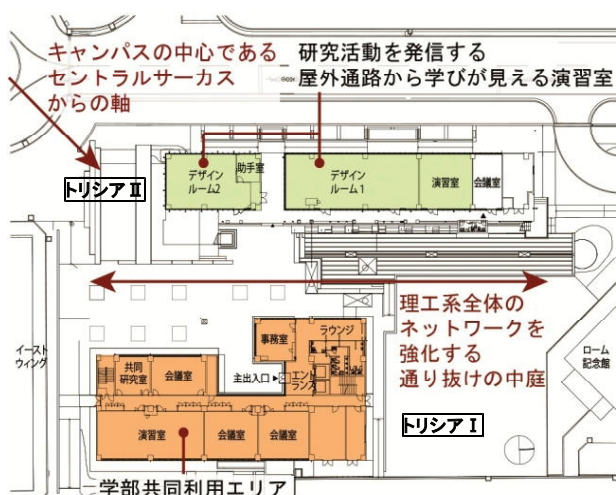 キャンパスの中心である
セントラルサーカス
からの軸
研究活動を発信する
屋外通路から学びが見える演習室
トリシアⅡ
デザイン
ルーム2
助手室
デザイン
ルーム1
演習室
会議室
理工系全体の
ネットワークを
強化する
通り抜けの中庭
イースト
ウィング
ローム
記念館
事務室
ラウンジ
共同
研究室
会議室
主出入口
エント
ランス
演習室
会議室
会議室
トリシアⅠ
学部共同利用エリア